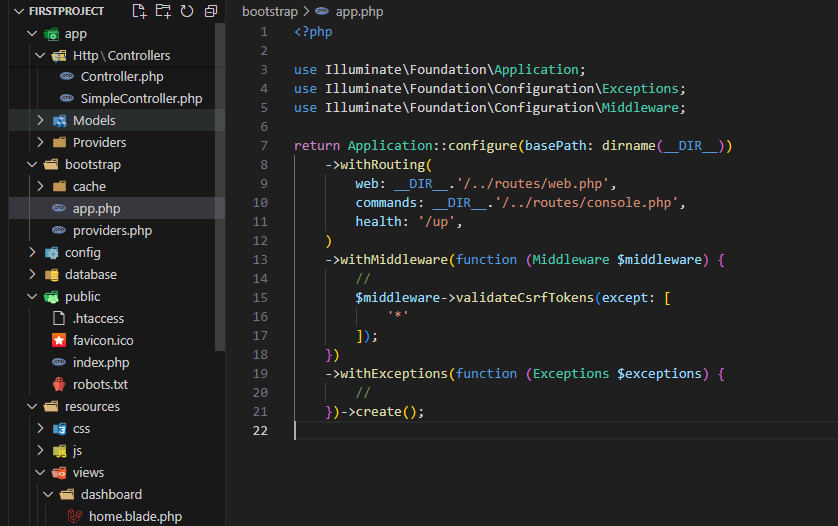 FIRSTPROJECT
app
Http\Controllers
Controller.php
SimpleController.php
Models
Providers
bootstrap
cache
app.php
providers.php
config
database
public
.htaccess
favicon.ico
index.php
robots.txt
resources
css
js
views
dashboard
home.blade.php
bootstrap > app.php
1 <?php
2
3 use Illuminate\Foundation\Application;
4 use Illuminate\Foundation\Configuration\Exceptions;
5 use Illuminate\Foundation\Configuration\Middleware;
6
7 return Application::configure(basePath: dirname(__DIR__))
8 ->withRouting(
9 web: __DIR__.'/../routes/web.php',
10 commands: __DIR__.'/../routes/console.php',
11 health: '/up',
12 )
13 ->withMiddleware(function (Middleware $middleware) {
14 //
15 $middleware->validateCsrfTokens(except: [
16 '*'
17 ]);
18 })
19 ->withExceptions(function (Exceptions $exceptions) {
20 //
21 })->create();
22